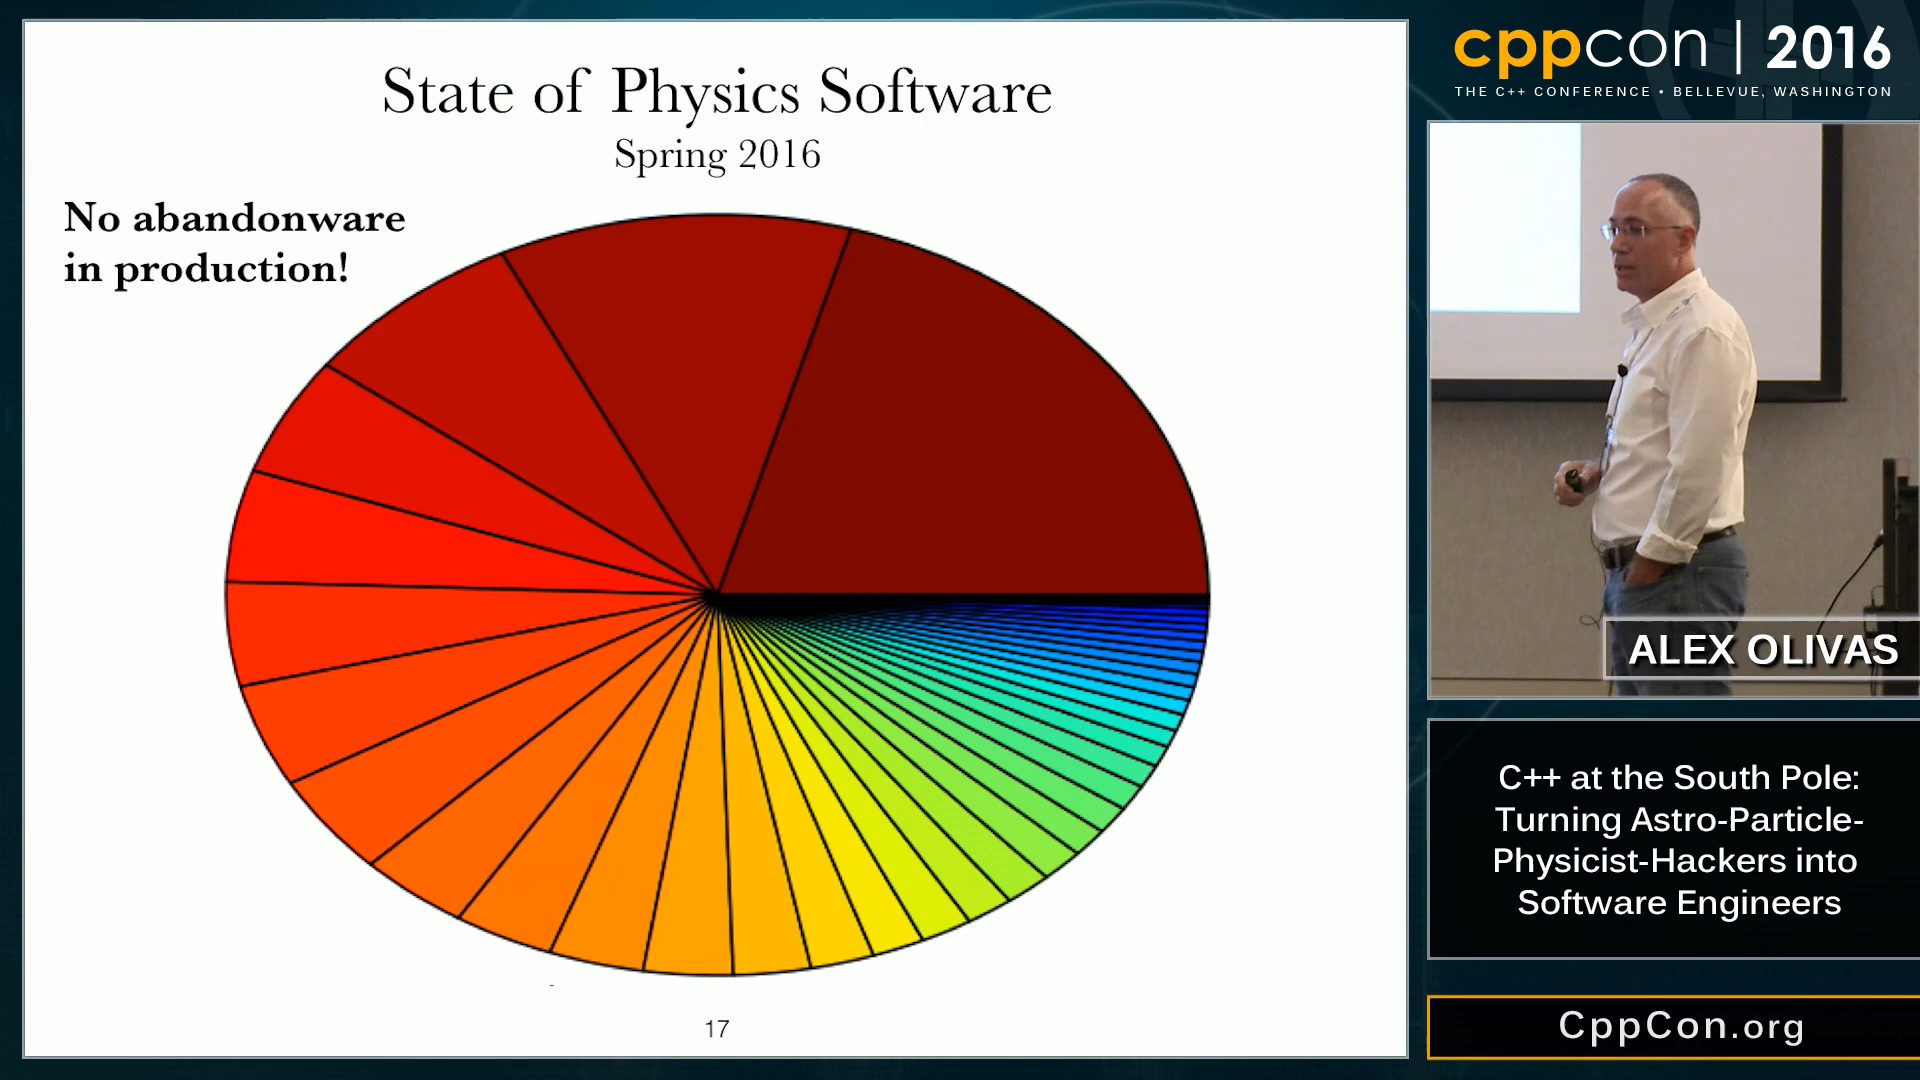 State of Physics Software
Spring 2016
No abandonware
in production!
17
cppcon | 2016
THE C++ CONFERENCE • BELLEVUE, WASHINGTON
ALEX OLIVAS
C++ at the South Pole:
Turning Astro-Particle-
Physicist-Hackers into
Software Engineers
CppCon.org